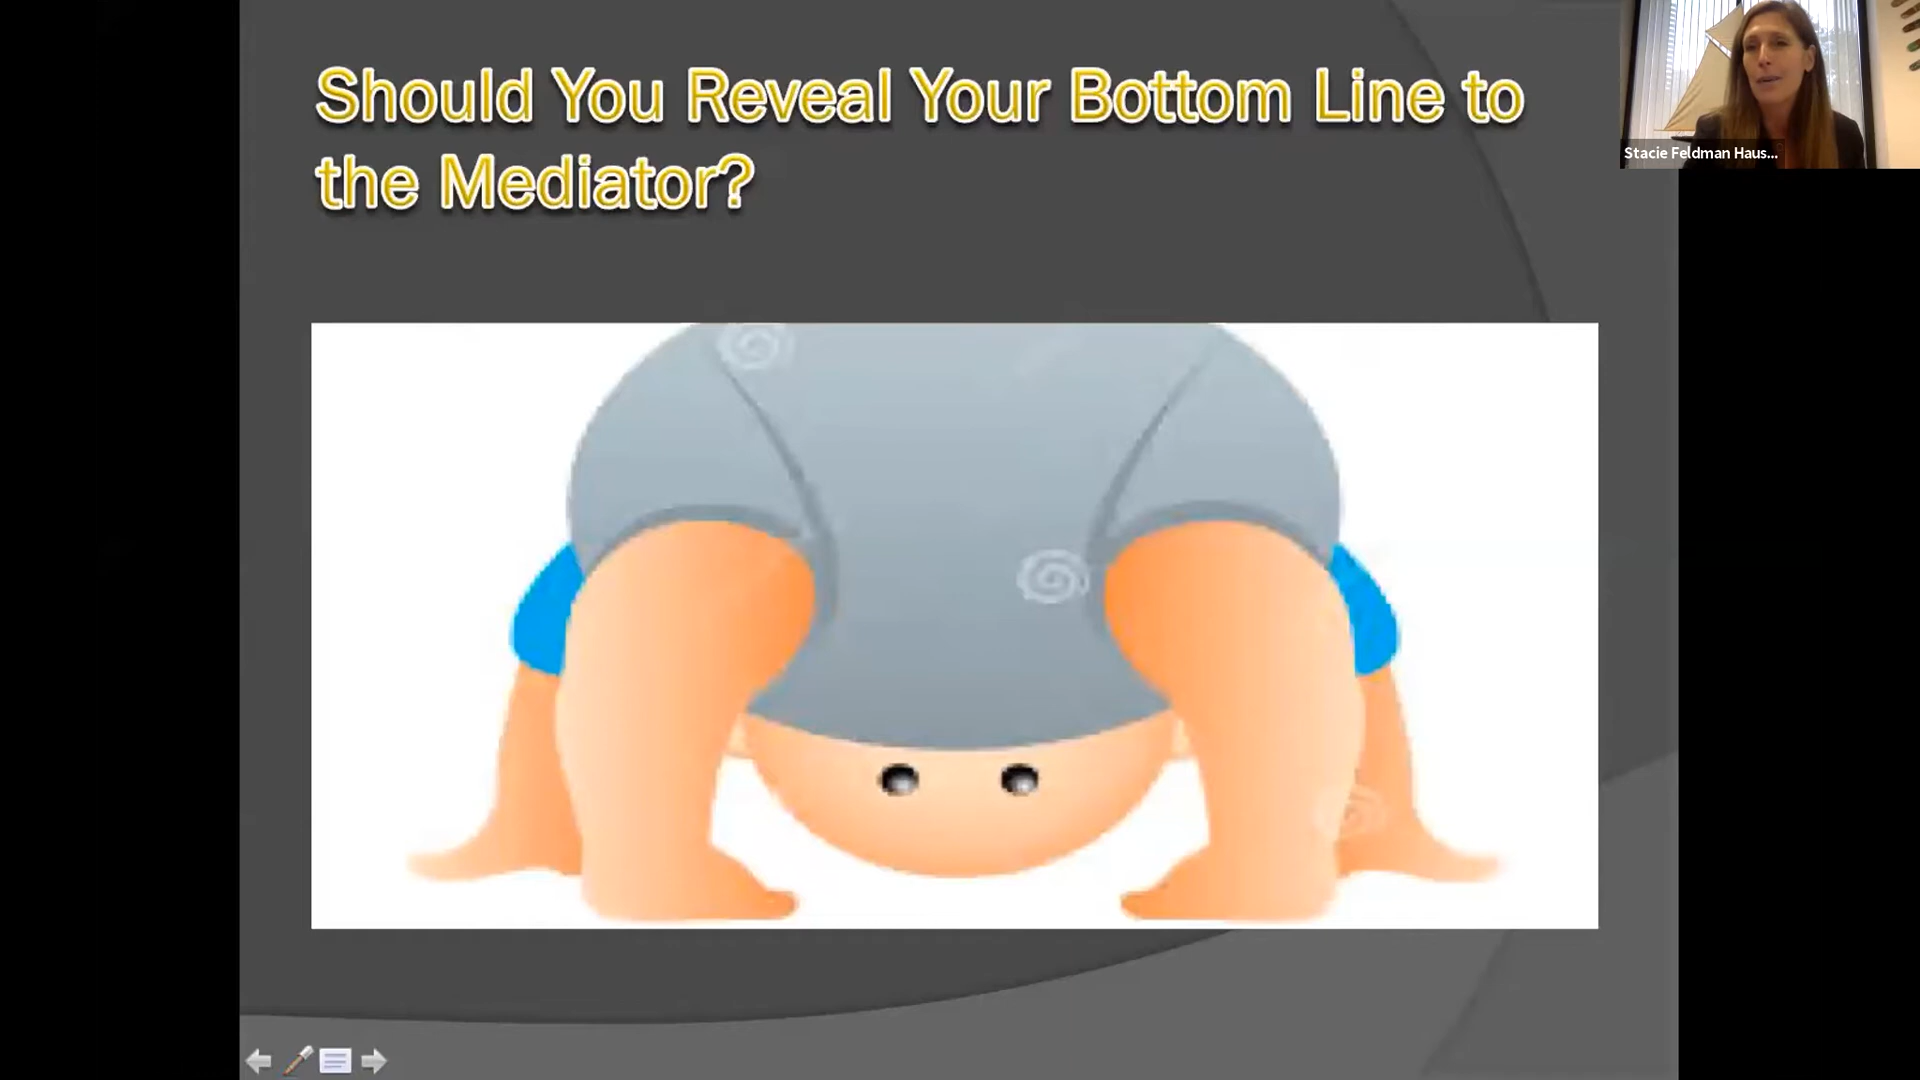 Should You Reveal Your Bottom Line to
the Mediator?
Stacie Feldman Haus...